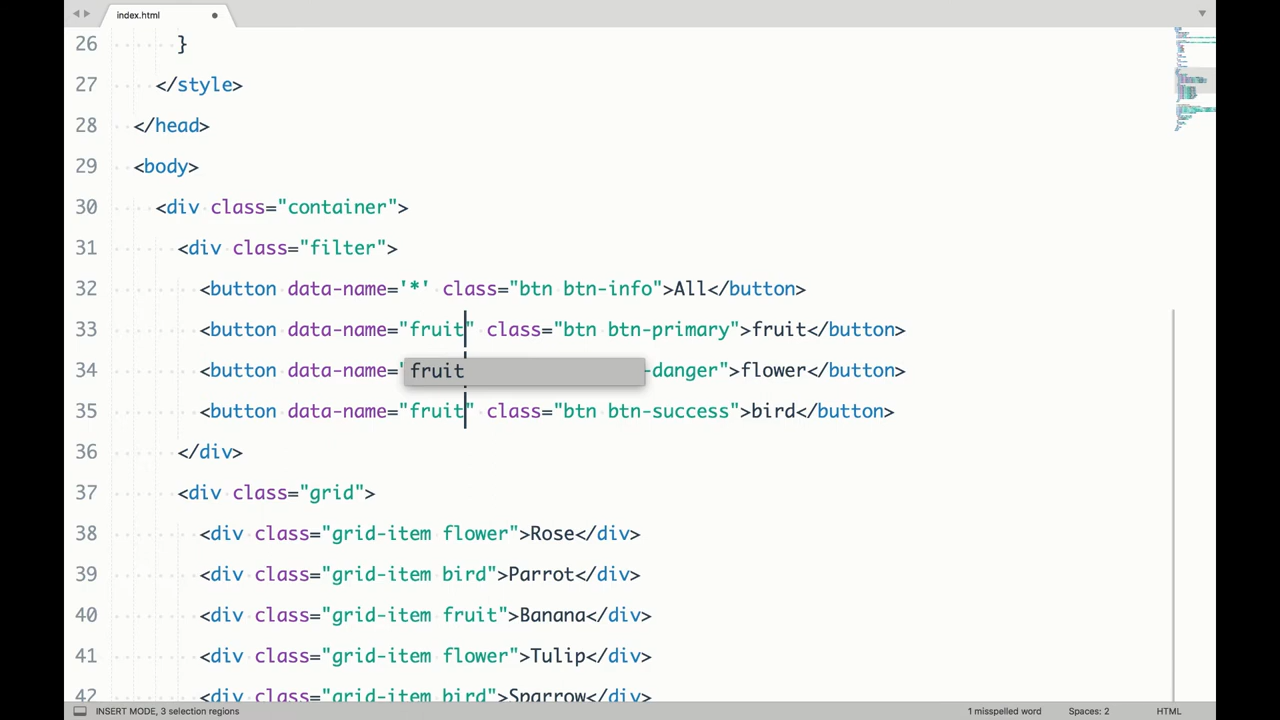 index.html
26 }
27 </style>
28 </head>
29 <body>
30 <div class="container">
31 <div class="filter">
32 <button data-name='*' class="btn btn-info">All</button>
33 <button data-name="fruit" class="btn btn-primary">fruit</button>
34 <button data-name=" -danger">flower</button>
fruit
35 <button data-name="fruit" class="btn btn-success">bird</button>
36 </div>
37 <div class="grid">
38 <div class="grid-item flower">Rose</div>
39 <div class="grid-item bird">Parrot</div>
40 <div class="grid-item fruit">Banana</div>
41 <div class="grid-item flower">Tulip</div>
42 <div class="grid-item bird">Sparrow</div>
INSERT MODE, 3 selection regions
1 misspelled word
Spaces: 2
HTML